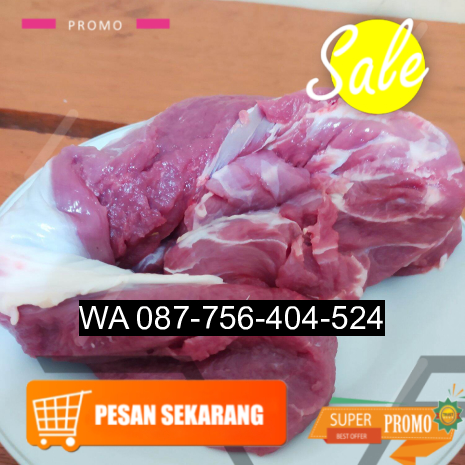 PROMO
Sale
WA 087-756-404-524
PESAN SEKARANG
SUPER PROMO
BEST OFFER